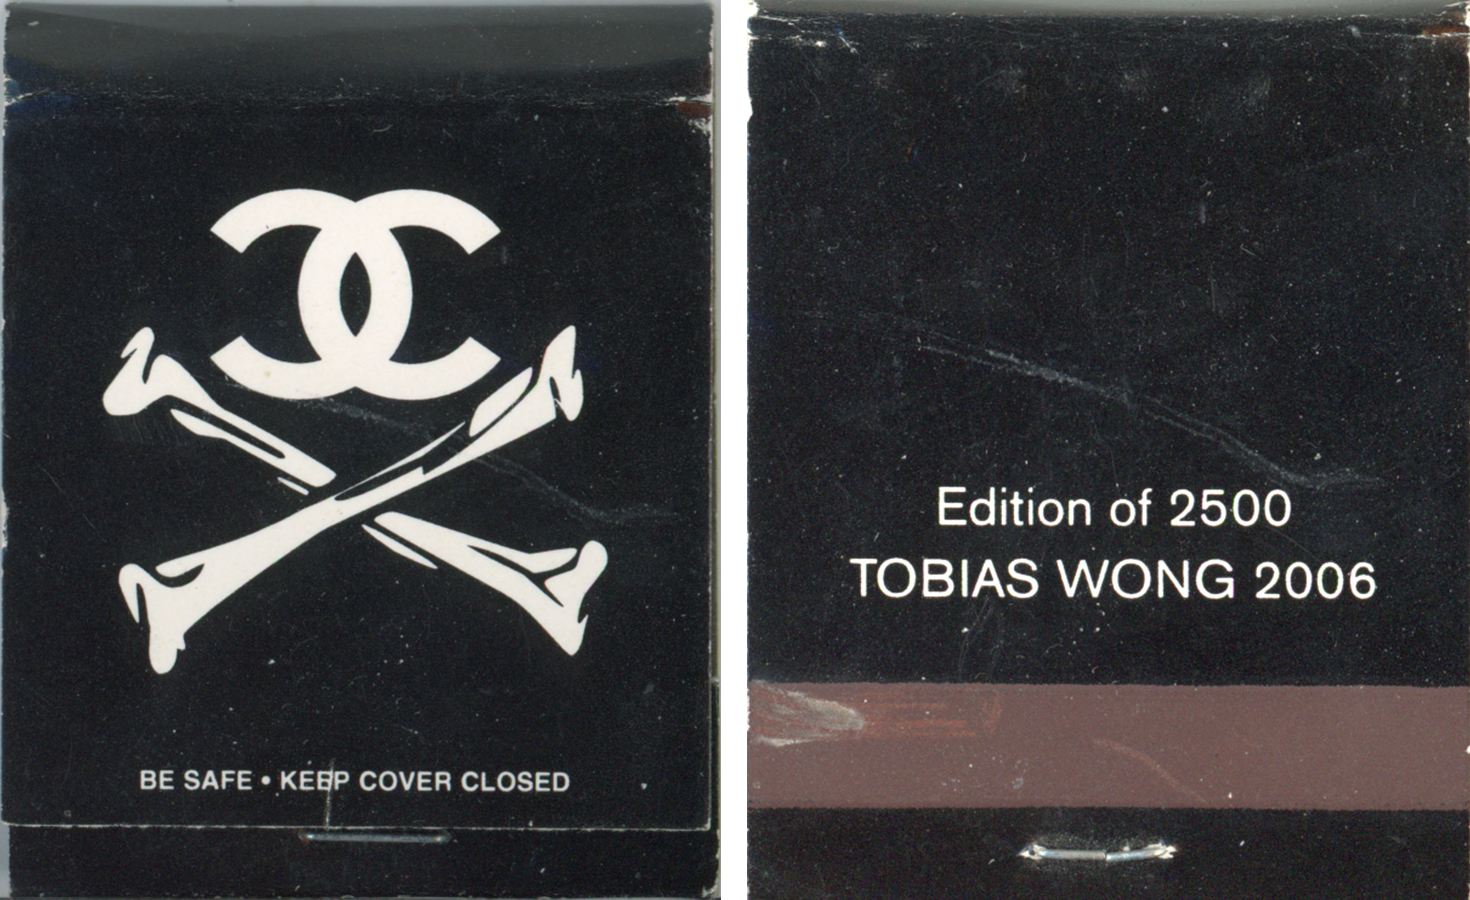 BE SAFE • KEEP COVER CLOSED
Edition of 2500
TOBIAS WONG 2006